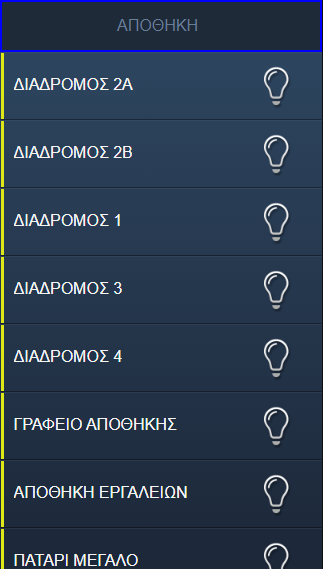 ΑΠΟΘΗΚΗ
ΔΙΑΔΡΟΜΟΣ 2Α
ΔΙΑΔΡΟΜΟΣ 2Β
ΔΙΑΔΡΟΜΟΣ 1
ΔΙΑΔΡΟΜΟΣ 3
ΔΙΑΔΡΟΜΟΣ 4
ΓΡΑΦΕΙΟ ΑΠΟΘΗΚΗΣ
ΑΠΟΘΗΚΗ ΕΡΓΑΛΕΙΩΝ
ΠΑΤΑΡΙ ΜΕΓΑΛΟ